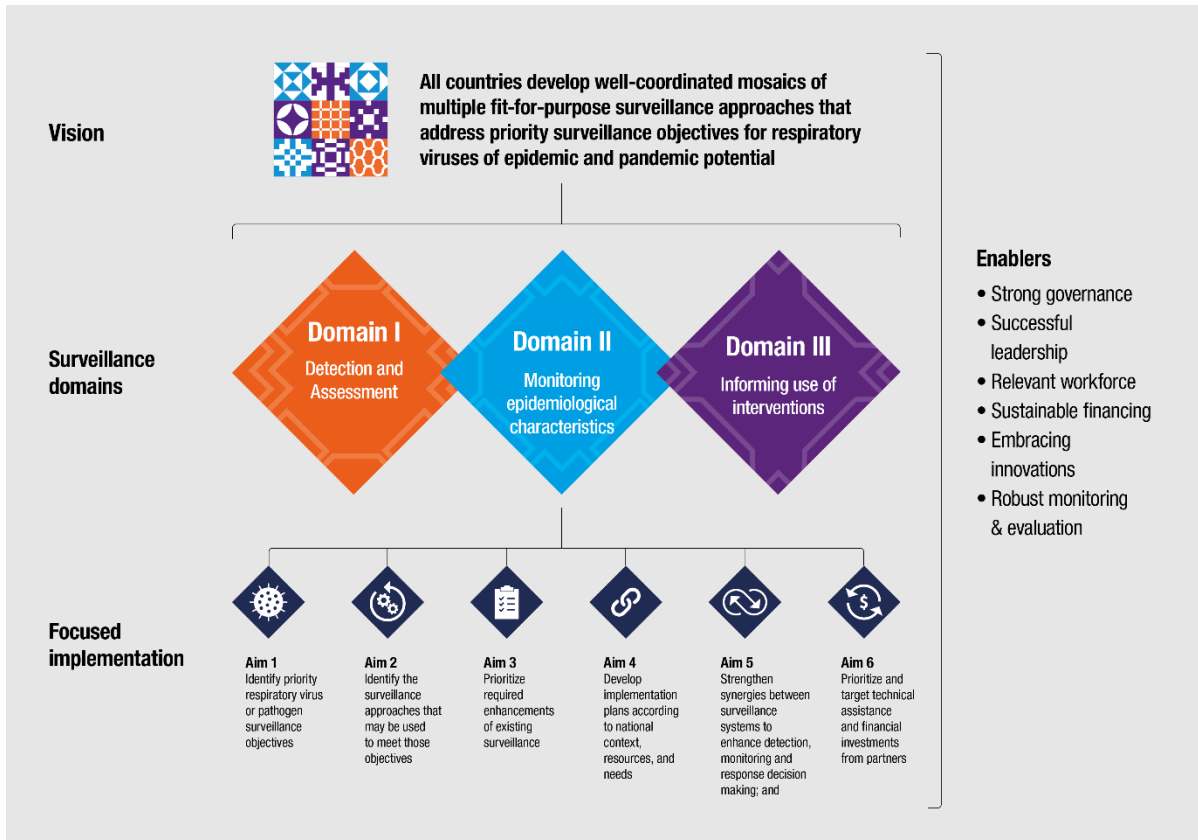 Vision
All countries develop well-coordinated mosaics of
multiple fit-for-purpose surveillance approaches that
address priority surveillance objectives for respiratory
viruses of epidemic and pandemic potential
Surveillance
domains
Domain I
Detection and
Assessment
Domain II
Monitoring
epidemiological
characteristics
Domain III
Informing use of
interventions
Focused
implementation
Aim 1
Identify priority
respiratory virus
or pathogen
surveillance
objectives
Aim 2
Identify the
surveillance
approaches that
may be used
to meet those
objectives
Aim 3
Prioritize
required
enhancements
of existing
surveillance
Aim 4
Develop
implementation
plans according
to national
context,
resources, and
needs
Aim 5
Strengthen
synergies between
surveillance
systems to
enhance detection,
monitoring and
response decision
making; and
$
Aim 6
Prioritize and
target technical
assistance
and financial
investments
from partners
Enablers
• Strong governance
• Successful
leadership
• Relevant workforce
• Sustainable financing
• Embracing
innovations
• Robust monitoring
& evaluation